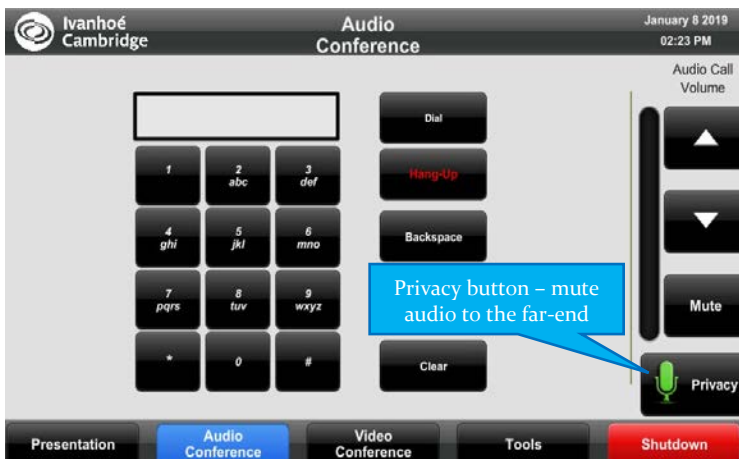 Ivanhoé
Cambridge
Audio
Conference
January 8 2019
02:23 PM
Audio Call
Volume
Dial
1
2
abc
3
def
Hang-Up
4
ghi
5
jkl
6
mno
Backspace
7
pqrs
8
tuv
9
wxyz
Privacy button – mute
audio to the far-end
Mute
*
0
#
Clear
Privacy
Presentation
Audio
Conference
Video
Conference
Tools
Shutdown